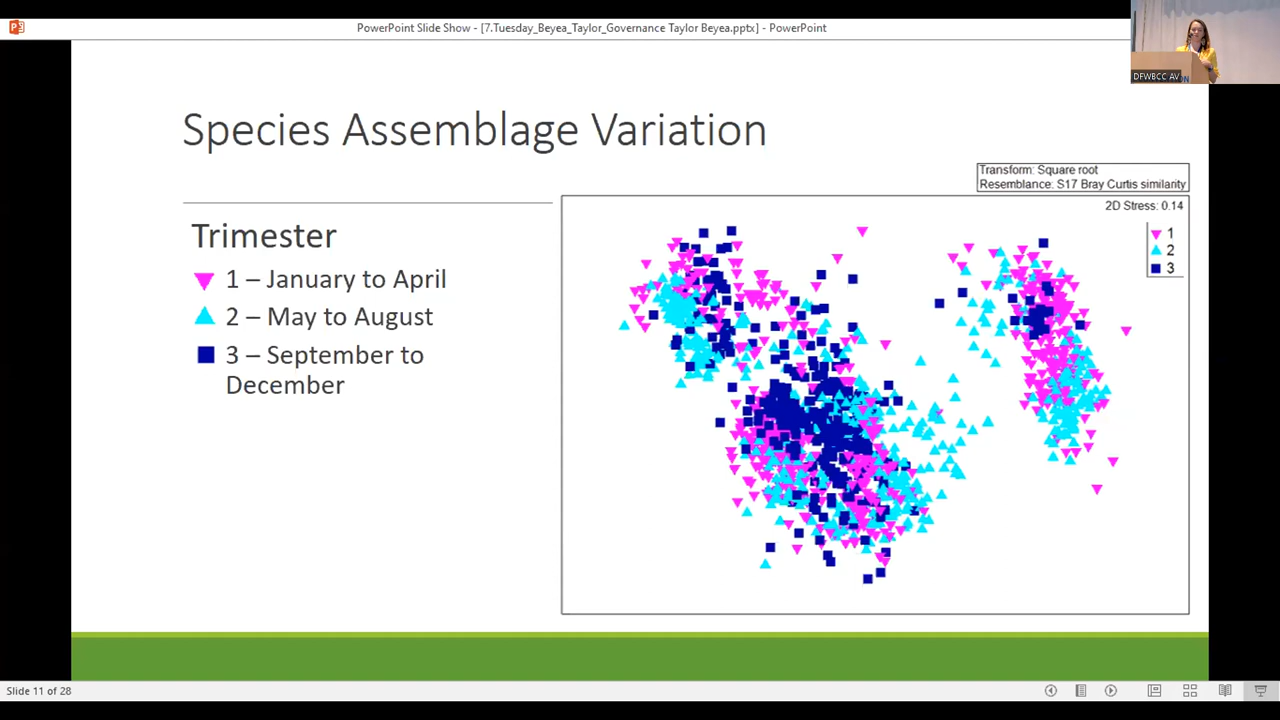 PowerPoint Slide Show - [7.Tuesday_Beyea_Taylor_Governance Taylor Beyea.pptx] - PowerPoint
DFWBCC AV
Species Assemblage Variation
Transform: Square root
Resemblance: S17 Bray Curtis similarity
2D Stress: 0.14
1
2
3
Trimester
1 – January to April
2 – May to August
3 – September to
December
Slide 11 of 28